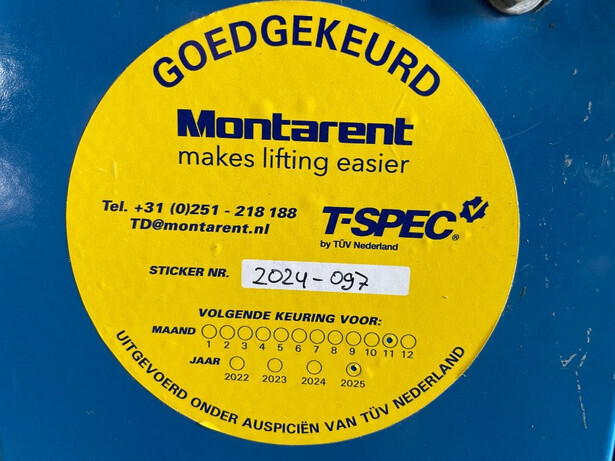 GOEDGEKEURD
Montarent
makes lifting easier
Tel. +31 (0)251 - 218 188
TD@montarent.nl
T-SPEC®
by TÜV Nederland
STICKER NR. 2024-097
VOLGENDE KEURING VOOR:
MAAND
1 2 3 4 5 6 7 8 9 10 11 12
JAAR
2022 2023 2024 2025
UITGEVOERD ONDER AUSPICIËN VAN TÜV NEDERLAND